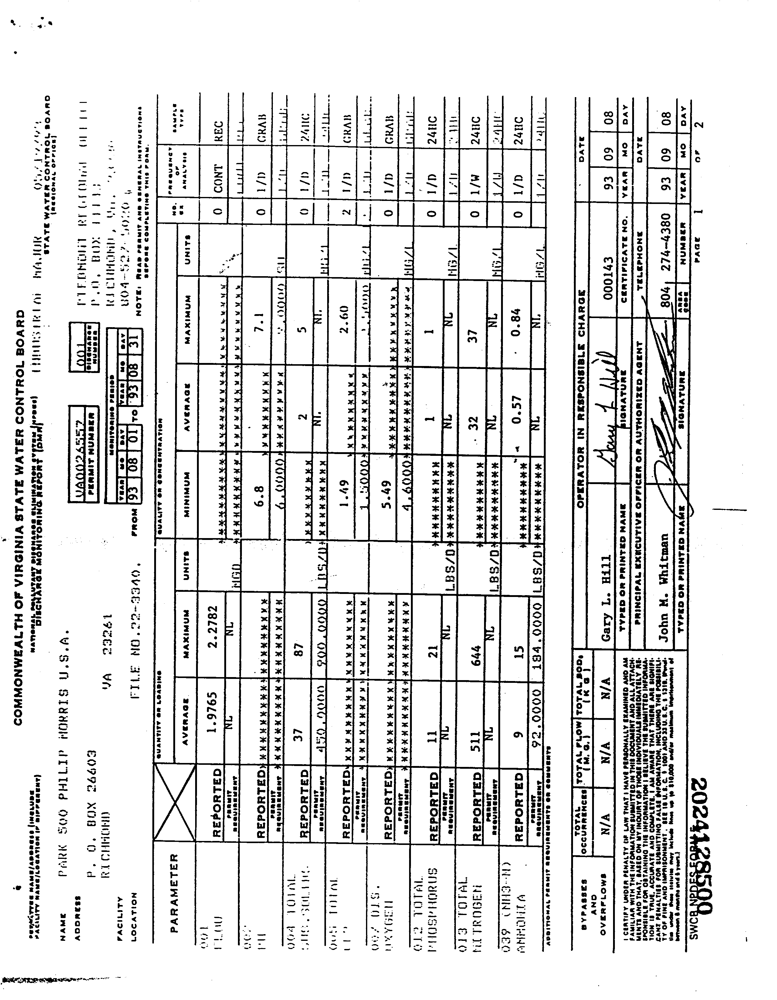 COMMONWEALTH OF VIRGINIA STATE WATER CONTROL BOARD
NATIONAL POLLUTANT DISCHARGE ELIMINATION SYSTEM (NPDES)
DISCHARGE MONITORING REPORT (DMR)
INDUSTRIAL MAJOR
STATE WATER CONTROL BOARD
(REGIONAL OFFICE)
PERMITTEE NAME/ADDRESS (INCLUDE
FACILITY NAME/LOCATION IF DIFFERENT)
NAME PARK 500 PHILIP MORRIS U.S.A.
ADDRESS P. O. BOX 26603
RICHMOND VA 23261
FACILITY
LOCATION FILE NO.22-3340.
VA0026557
PERMIT NUMBER
001
DISCHARGE NUMBER
MONITORING PERIOD
YEAR MO DAY YEAR MO DAY
FROM 93 08 01 TO 93 08 31
PIEDMONT REGIONAL OFFICE
P.O. BOX
RICHMOND,
804-527-5020
NOTE: READ PERMIT AND GENERAL INSTRUCTIONS
BEFORE COMPLETING THIS FORM.
PARAMETER QUANTITY OR LOADING QUALITY OR CONCENTRATION NO. EX FREQUENCY OF ANALYSIS SAMPLE TYPE
AVERAGE MAXIMUM UNITS MINIMUM AVERAGE MAXIMUM UNITS
001 FLOW REPORTED 1.9765 2.2782 ********* ********* ********* 0 CONT REC
PERMIT REQUIREMENT NL NL MGD ********* ********* *********
002 PH REPORTED ********* ********* 6.8 ********* 7.1 0 1/D GRAB
PERMIT REQUIREMENT ********* ********* 6.0000 ********* 9.0000 SU 1/D GRAB
004 TOTAL SUS.SOLIDS REPORTED 37 87 ********* 2 5 0 1/D 24HC
PERMIT REQUIREMENT 450.0000 900.0000 LBS/D ********* NL NL MG/L 1/D 24HC
005 TOTAL REPORTED ********* ********* 1.49 ********* 2.60 2 1/D GRAB
PERMIT REQUIREMENT ********* ********* 1.5000 ********* MG/L
007 DIS. OXYGEN REPORTED ********* ********* 5.49 ********* ********* 0 1/D GRAB
PERMIT REQUIREMENT ********* ********* 4.6000 ********* ********* MG/L 1/D GRAB
012 TOTAL PHOSPHORUS REPORTED 11 21 ********* 1 1 0 1/D 24HC
PERMIT REQUIREMENT NL NL LBS/D ********* NL NL MG/L 1/D 24HC
013 TOTAL NITROGEN REPORTED 511 644 ********* 32 37 0 1/W 24HC
PERMIT REQUIREMENT NL NL LBS/D ********* NL NL MG/L 1/W 24HC
039 (NH3-N) AMMONIA REPORTED 9 15 ********* 0.57 0.84 0 1/D 24HC
PERMIT REQUIREMENT 92.0000 184.0000 LBS/D ********* NL NL MG/L 1/D 24HC
ADDITIONAL PERMIT REQUIREMENTS OR COMMENTS
BYPASSES AND OVERFLOWS
TOTAL OCCURRENCES TOTAL FLOW (M.G.) TOTAL BOD5 (K G)
N/A N/A N/A
OPERATOR IN RESPONSIBLE CHARGE DATE
Gary L. Hill Gary L Hill 000143 93 09 08
TYPED OR PRINTED NAME SIGNATURE CERTIFICATE NO. YEAR MO DAY
PRINCIPAL EXECUTIVE OFFICER OR AUTHORIZED AGENT TELEPHONE DATE
John M. Whitman 804 274-4380 93 09 08
TYPED OR PRINTED NAME SIGNATURE AREA CODE NUMBER YEAR MO DAY
I CERTIFY UNDER PENALTY OF LAW THAT I HAVE PERSONALLY EXAMINED AND AM
FAMILIAR WITH THE INFORMATION SUBMITTED IN THIS DOCUMENT AND ALL ATTACH-
MENTS AND THAT, BASED ON MY INQUIRY OF THOSE INDIVIDUALS IMMEDIATELY RE-
SPONSIBLE FOR OBTAINING THE INFORMATION I BELIEVE THE SUBMITTED INFORMA-
TION IS TRUE, ACCURATE AND COMPLETE. I AM AWARE THAT THERE ARE SIGNIFI-
CANT PENALTIES FOR SUBMITTING FALSE INFORMATION, INCLUDING THE POSSIBILI-
TY OF FINE AND IMPRISONMENT. SEE 18 U.S.C. § 1001 AND 33 U.S.C. § 1319.
SWCB NPDES FORM
PAGE 1 OF 2
2024128500